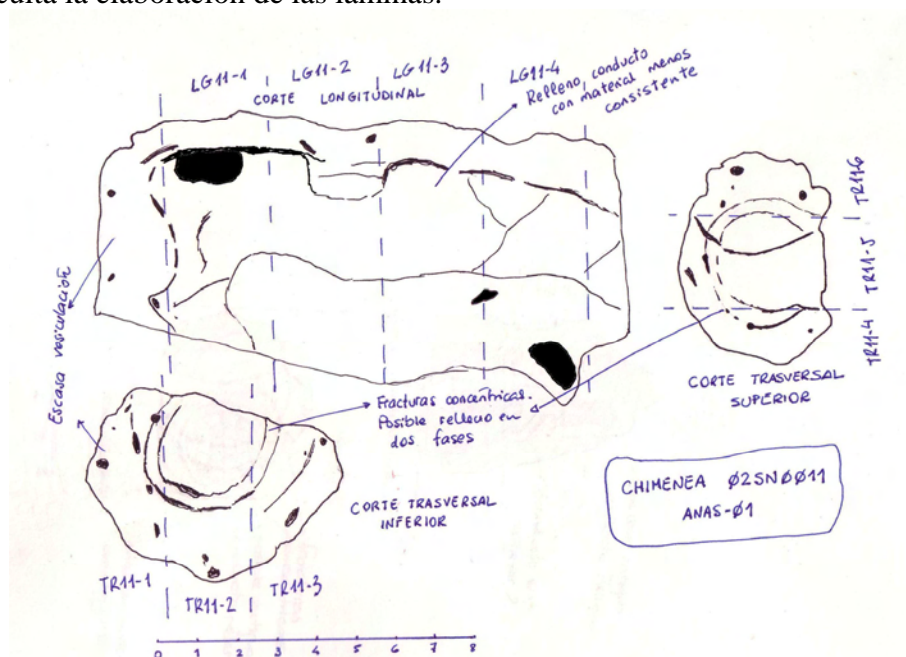 culta la elaboración de las láminas.
LG11-1
LG11-2
LG11-3
LG11-4
CORTE LONGITUDINAL
Relleno, conducto
con material menos
consistente
TR11-6
TR11-5
TR11-4
Escasa vesiculación
CORTE TRASVERSAL
SUPERIOR
Fracturas concéntricas.
Posible relleno en
dos fases
CHIMENEA Ø2SNØØ11
ANAS-Ø1
CORTE TRASVERSAL
INFERIOR
TR11-1
TR11-2
TR11-3
0 1 2 3 4 5 6 7 8